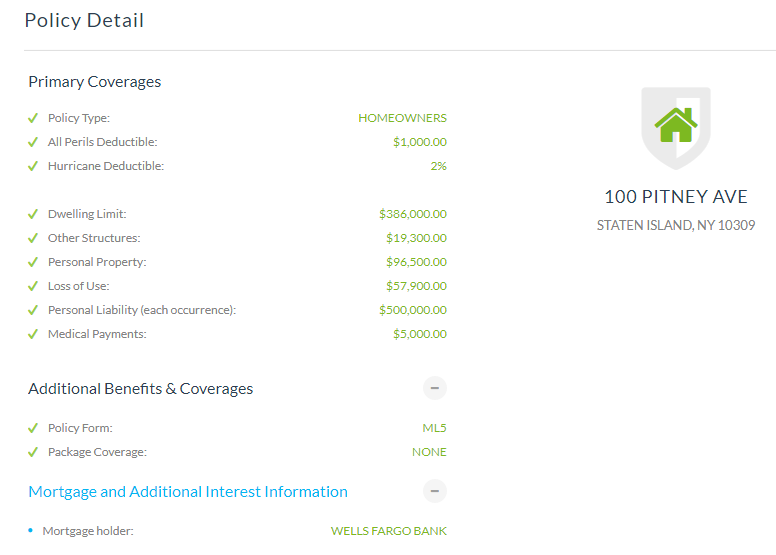 Policy Detail
Primary Coverages
Policy Type: HOMEOWNERS
All Perils Deductible: $1,000.00
Hurricane Deductible: 2%
Dwelling Limit: $386,000.00
Other Structures: $19,300.00
Personal Property: $96,500.00
Loss of Use: $57,900.00
Personal Liability (each occurrence): $500,000.00
Medical Payments: $5,000.00
100 PITNEY AVE
STATEN ISLAND, NY 10309
Additional Benefits & Coverages
Policy Form: ML5
Package Coverage: NONE
Mortgage and Additional Interest Information
Mortgage holder: WELLS FARGO BANK